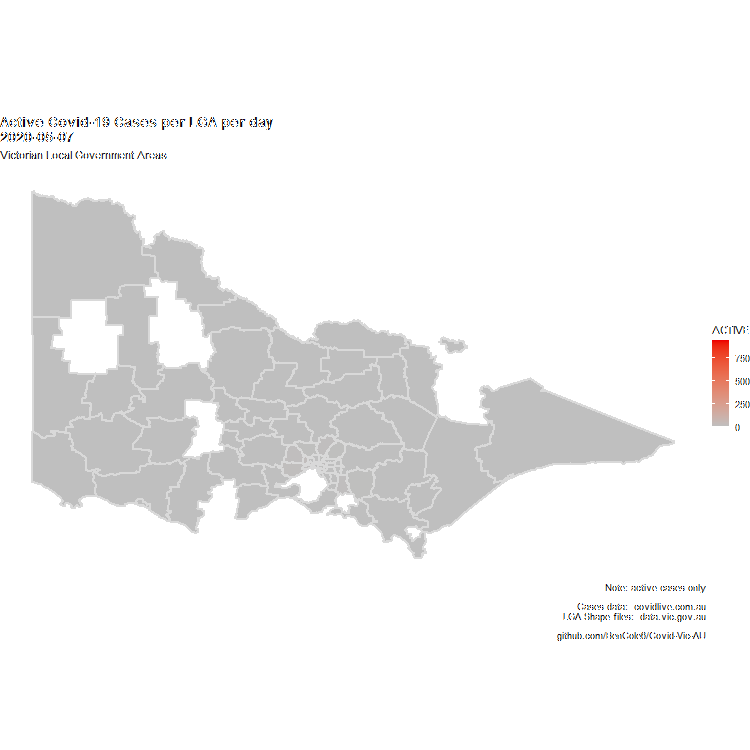 Active Covid-19 Cases per LGA per day
2020-05-07
Victorian Local Government Areas
ACTIVE
750
500
250
0
Note: active cases only
Cases data: covidlive.com.au
LGA Shape files: data.vic.gov.au
github.com/BenCole8/Covid-Vic-AU